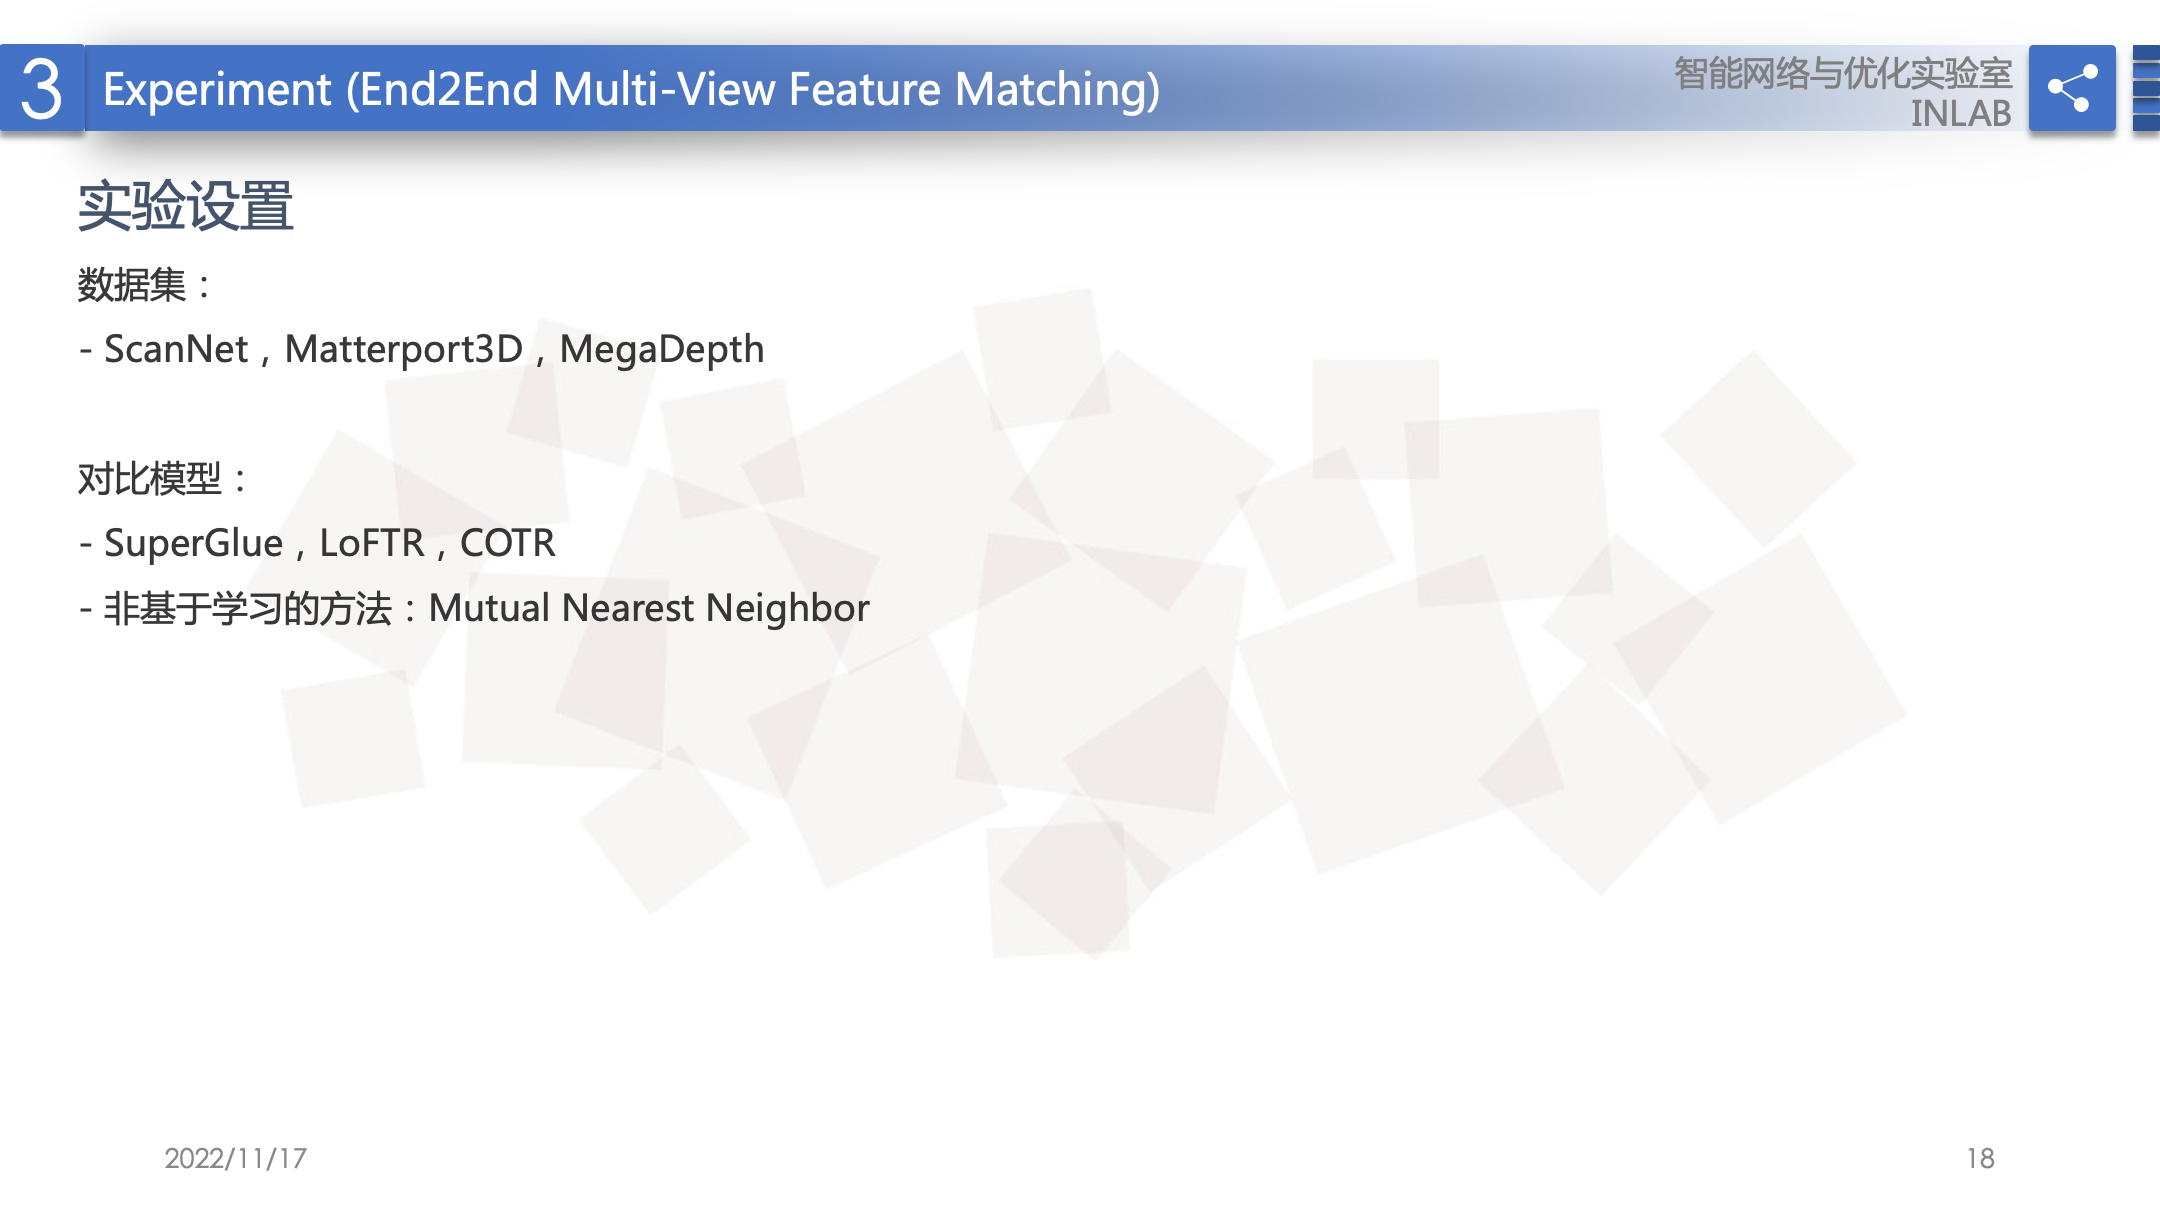 3
Experiment (End2End Multi-View Feature Matching)
智能网络与优化实验室
INLAB
实验设置
数据集：
- ScanNet，Matterport3D，MegaDepth
对比模型：
- SuperGlue，LoFTR，COTR
- 非基于学习的方法：Mutual Nearest Neighbor
2022/11/17
18